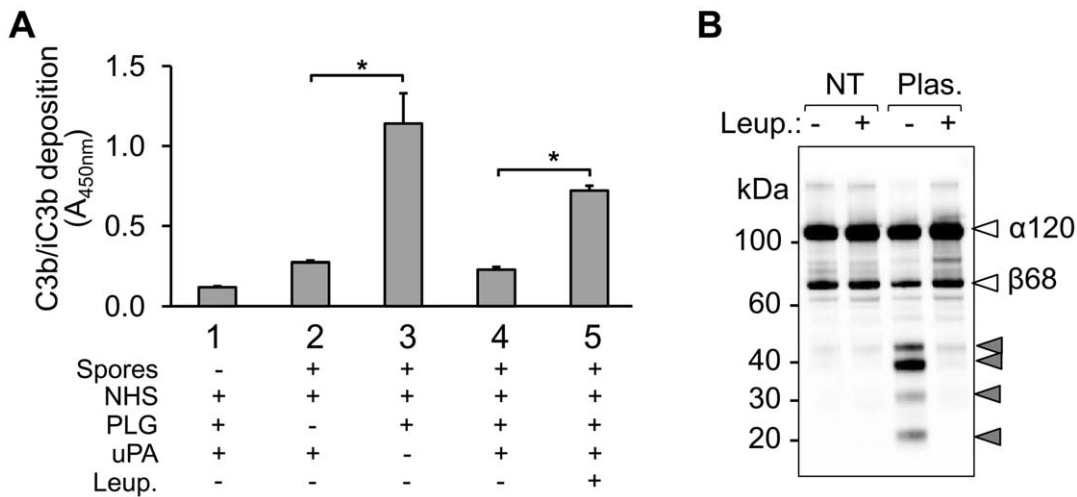 A
C3b/iC3b deposition
(A450nm)
1.5
1.0
0.5
0.0
*
*
1 2 3 4 5
Spores - + + + +
NHS + + + + +
PLG + - + + +
uPA + + - + +
Leup. - - - - +
B
NT Plas.
Leup.: - + - +
kDa
100
60
40
30
20
α120
β68